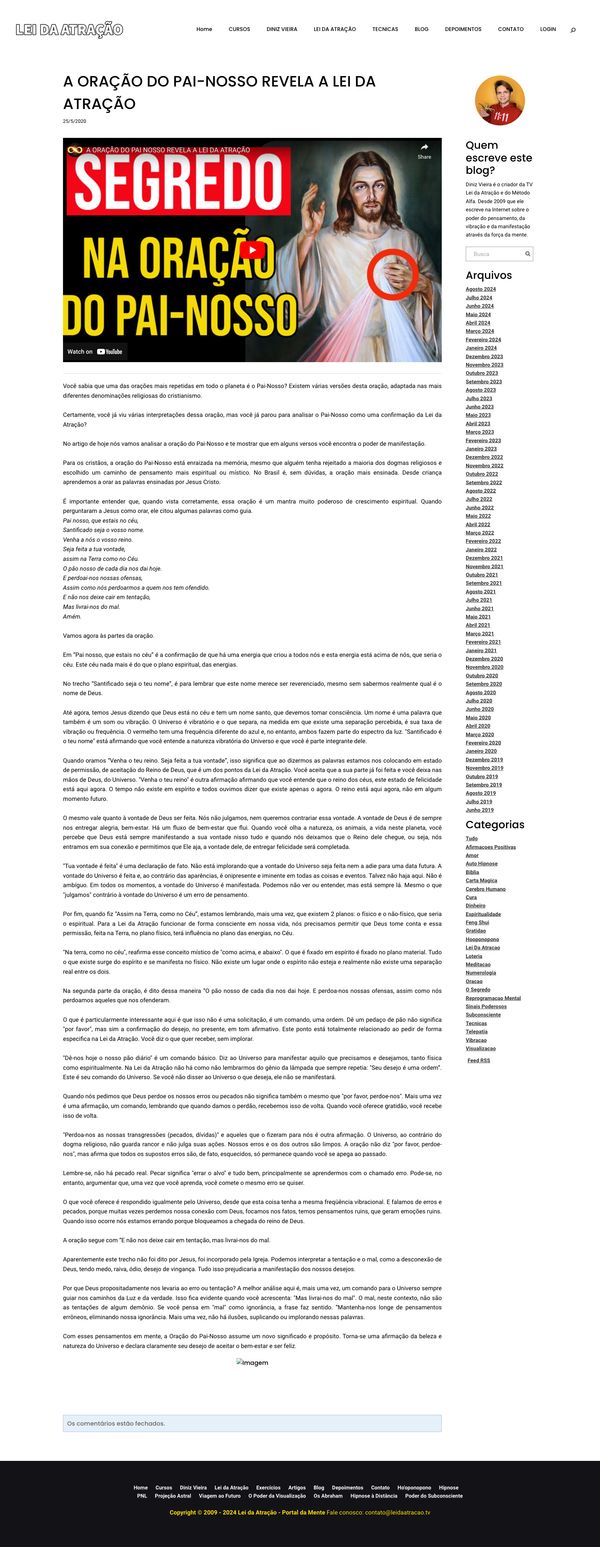 LEI DA ATRAÇÃO
Home CURSOS DINIZ VIEIRA LEI DA ATRAÇÃO TECNICAS BLOG DEPOIMENTOS CONTATO LOGIN
A ORAÇÃO DO PAI-NOSSO REVELA A LEI DA
ATRAÇÃO
25/5/2020
A ORAÇÃO DO PAI NOSSO REVELA A LEI DA ATRAÇÃO
Share
SEGREDO
NA ORAÇÃO
DO PAI-NOSSO
Watch on YouTube
Você sabia que uma das orações mais repetidas em todo o planeta é o Pai-Nosso? Existem várias versões desta oração, adaptada nas mais
diferentes denominações religiosas do cristianismo.
Certamente, você já viu várias interpretações dessa oração, mas você já parou para analisar o Pai-Nosso como uma confirmação da Lei da
Atração?
No artigo de hoje nós vamos analisar a oração do Pai-Nosso e te mostrar que em alguns versos você encontra o poder de manifestação.
Para os cristãos, a oração do Pai-Nosso está enraizada na memória, mesmo que alguém tenha rejeitado a maioria dos dogmas religiosos e
escolhido um caminho de pensamento mais espiritual ou místico. No Brasil é, sem dúvidas, a oração mais ensinada. Desde criança
aprendemos a orar as palavras ensinadas por Jesus Cristo.
É importante entender que, quando vista corretamente, essa oração é um mantra muito poderoso de crescimento espiritual. Quando
perguntaram a Jesus como orar, ele citou algumas palavras como guia.
Pai nosso, que estais no céu,
Santificado seja o vosso nome.
Venha a nós o vosso reino.
Seja feita a tua vontade,
assim na Terra como no Céu.
O pão nosso de cada dia nos dai hoje.
E perdoai-nos nossas ofensas,
Assim como nós perdoarmos a quem nos tem ofendido.
E não nos deixe cair em tentação,
Mas livrai-nos do mal.
Amém.
Vamos agora às partes da oração.
Em "Pai nosso, que estais no céu" é a confirmação de que há uma energia que criou a todos nós e esta energia está acima de nós, que seria o
céu. Este céu nada mais é do que o plano espiritual, das energias.
No trecho "Santificado seja o teu nome", é para lembrar que este nome merece ser reverenciado, mesmo sem sabermos realmente qual é o
nome de Deus.
Até agora, temos Jesus dizendo que Deus está no céu e tem um nome santo, que devemos tomar consciência. Um nome é uma palavra que
também é um som ou vibração. O Universo é vibratório e o que separa, na medida em que existe uma separação percebida, é sua taxa de
vibração ou frequência. O vermelho tem uma frequência diferente do azul e, no entanto, ambos fazem parte do espectro da luz. "Santificado é
o teu nome" está afirmando que você entende a natureza vibratória do Universo e que você é parte integrante dele.
Quando oramos "Venha o teu reino. Seja feita a tua vontade", isso significa que ao dizermos as palavras estamos nos colocando em estado
de permissão, de aceitação do Reino de Deus, que é um dos pontos da Lei da Atração. Você aceita que a sua parte já foi feita e você deixa nas
mãos de Deus, do Universo. "Venha o teu reino" é outra afirmação afirmando que você entende que o reino dos céus, este estado de felicidade
está aqui agora. O tempo não existe em espírito e todos ouvimos dizer que existe apenas o agora. O reino está aqui agora, não em algum
momento futuro.
O mesmo vale quanto à vontade de Deus ser feita. Nós não julgamos, nem queremos contrariar essa vontade. A vontade de Deus é de sempre
nos entregar alegria, bem-estar. Há um fluxo de bem-estar que flui. Quando você olha a natureza, os animais, a vida neste planeta, você
percebe que Deus está sempre manifestando a sua vontade nisso tudo e quando nós deixamos que o Reino dele chegue, ou seja, nós
entramos em sua conexão e permitimos que Ele aja, a vontade dele, de entregar felicidade será completada.
"Tua vontade é feita" é uma declaração de fato. Não está implorando que a vontade do Universo seja feita nem a adie para uma data futura. A
vontade do Universo é feita e, ao contrário das aparências, é onipresente e iminente em todas as coisas e eventos. Talvez não haja aqui. Não é
ambíguo. Em todos os momentos, a vontade do Universo é manifestada. Podemos não ver ou entender, mas está sempre lá. Mesmo o que
"julgamos" contrário à vontade do Universo é um erro de pensamento.
Por fim, quando fiz "Assim na Terra, como no Céu", estamos lembrando, mais uma vez, que existem 2 planos: o físico e o não-físico, que seria
o espiritual. Para a Lei da Atração funcionar de forma consciente em nossa vida, nós precisamos permitir que Deus tome conta e essa
permissão, feita na Terra, no plano físico, terá influência no plano das energias, no Céu.
"Na terra, como no céu", reafirma esse conceito místico de "como acima, e abaixo". O que é fixado em espírito é fixado no plano material. Tudo
o que existe surge do espírito e se manifesta no físico. Não existe um lugar onde o espírito não esteja e realmente não existe uma separação
real entre os dois.
Na segunda parte da oração, é dito dessa maneira "O pão nosso de cada dia nos dai hoje. E perdoa-nos nossas ofensas, assim como nós
perdoamos aqueles que nos ofenderam.
O que é particularmente interessante aqui é que isso não é uma solicitação, é um comando, uma ordem. Dê um pedaço de pão não significa
"por favor", mas sim a confirmação do desejo, no presente, em tom afirmativo. Este ponto está totalmente relacionado ao pedir de forma
específica na Lei da Atração. Você diz o que quer receber, sem implorar.
"Dê-nos hoje o nosso pão diário" é um comando básico. Diz ao Universo para manifestar aquilo que precisamos e desejamos, tanto física
como espiritualmente. Na Lei da Atração não há como não lembrarmos do gênio da lâmpada que sempre repetia: "Seu desejo é uma ordem".
Este é seu comando do Universo. Se você não disser ao Universo o que deseja, ele não se manifestará.
Quando nós pedimos que Deus perdoe os nossos erros ou pecados não significa também o mesmo que "por favor, perdoe-nos". Mais uma vez
é uma afirmação, um comando, lembrando que quando damos o perdão, recebemos isso de volta. Quando você oferece gratidão, você recebe
isso de volta.
"Perdoa-nos as nossas transgressões (pecados, dívidas)" e aqueles que o fizeram para nós é outra afirmação. O Universo, ao contrário do
dogma religioso, não guarda rancor e não julga suas ações. Nossos erros e os dos outros são limpos. A oração não diz "por favor, perdoe-
nos", mas afirma que todos os supostos erros são, de fato, esquecidos, só permanece quando você se apega ao passado.
Lembre-se, não há pecado real. Pecar significa "errar o alvo" e tudo bem, principalmente se aprendermos com o chamado erro. Pode-se, no
entanto, argumentar que, uma vez que você aprenda, você comete o mesmo erro se quiser.
O que você oferece é respondido igualmente pelo Universo, desde que esta coisa tenha a mesma freqüência vibracional. E falamos de erros e
pecados, porque muitas vezes perdemos nossa conexão com Deus, focamos nos fatos, temos pensamentos ruins, que geram emoções ruins.
Quando isso ocorre nós estamos errando porque bloqueamos a chegada do reino de Deus.
A oração segue com "E não nos deixe cair em tentação, mas livrai-nos do mal.
Aparentemente este trecho não foi dito por Jesus, foi incorporado pela Igreja. Podemos interpretar a tentação e o mal, como a desconexão de
Deus, tendo medo, raiva, ódio, desejo de vingança. Tudo isso prejudicaria a manifestação dos nossos desejos.
Por que Deus propositadamente nos levaria ao erro ou tentação? A melhor análise aqui é, mais uma vez, um comando para o Universo sempre
guiar nos caminhos da Luz e da verdade. Isso fica evidente quando você acrescenta: "Mas livrai-nos do mal". O mal, neste contexto, não são
as tentações de algum demônio. Se você pensa em "mal" como ignorância, a frase faz sentido. "Mantenha-nos longe de pensamentos
errôneos, eliminando nossa ignorância. Mais uma vez, não há ilusões, suplicando ou implorando nessas palavras.
Com esses pensamentos em mente, a Oração do Pai-Nosso assume um novo significado e propósito. Torna-se uma afirmação da beleza e
natureza do Universo e declara claramente seu desejo de aceitar o bem-estar e ser feliz.
Imagem
Os comentários estão fechados.
11:11
Quem
escreve este
blog?
Diniz Vieira é o criador da TV
Lei da Atração e do Método
Alfa. Desde 2009 que ele
escreve na Internet sobre o
poder do pensamento, da
vibração e da manifestação
através da força da mente.
Busca
Arquivos
Agosto 2024
Julho 2024
Junho 2024
Maio 2024
Abril 2024
Março 2024
Fevereiro 2024
Janeiro 2024
Dezembro 2023
Novembro 2023
Outubro 2023
Setembro 2023
Agosto 2023
Julho 2023
Junho 2023
Maio 2023
Abril 2023
Março 2023
Fevereiro 2023
Janeiro 2023
Dezembro 2022
Novembro 2022
Outubro 2022
Setembro 2022
Agosto 2022
Julho 2022
Junho 2022
Maio 2022
Abril 2022
Março 2022
Fevereiro 2022
Janeiro 2022
Dezembro 2021
Novembro 2021
Outubro 2021
Setembro 2021
Agosto 2021
Julho 2021
Junho 2021
Maio 2021
Abril 2021
Março 2021
Fevereiro 2021
Janeiro 2021
Dezembro 2020
Novembro 2020
Outubro 2020
Setembro 2020
Agosto 2020
Julho 2020
Junho 2020
Maio 2020
Abril 2020
Março 2020
Fevereiro 2020
Janeiro 2020
Dezembro 2019
Novembro 2019
Outubro 2019
Setembro 2019
Agosto 2019
Julho 2019
Junho 2019
Categorias
Tudo
Afirmacoes Positivas
Amor
Auto Hipnose
Biblia
Carta Magica
Cerebro Humano
Cura
Dinheiro
Espiritualidade
Feng Shui
Gratidao
Hooponopono
Lei Da Atracao
Loteria
Meditacao
Numerologia
Oracao
O Segredo
Reprogramacao Mental
Sinais Poderosos
Subconsciente
Tecnicas
Telepatia
Vibracao
Visualizacao
Feed RSS
Home Cursos Diniz Vieira Lei da Atração Exercícios Artigos Blog Depoimentos Contato Ho'oponopono Hipnose
PNL Projeção Astral Viagem ao Futuro O Poder da Visualização Os Abraham Hipnose à Distância Poder do Subconsciente
Copyright © 2009 - 2024 Lei da Atração - Portal da Mente Fale conosco: contato@leidaatracao.tv